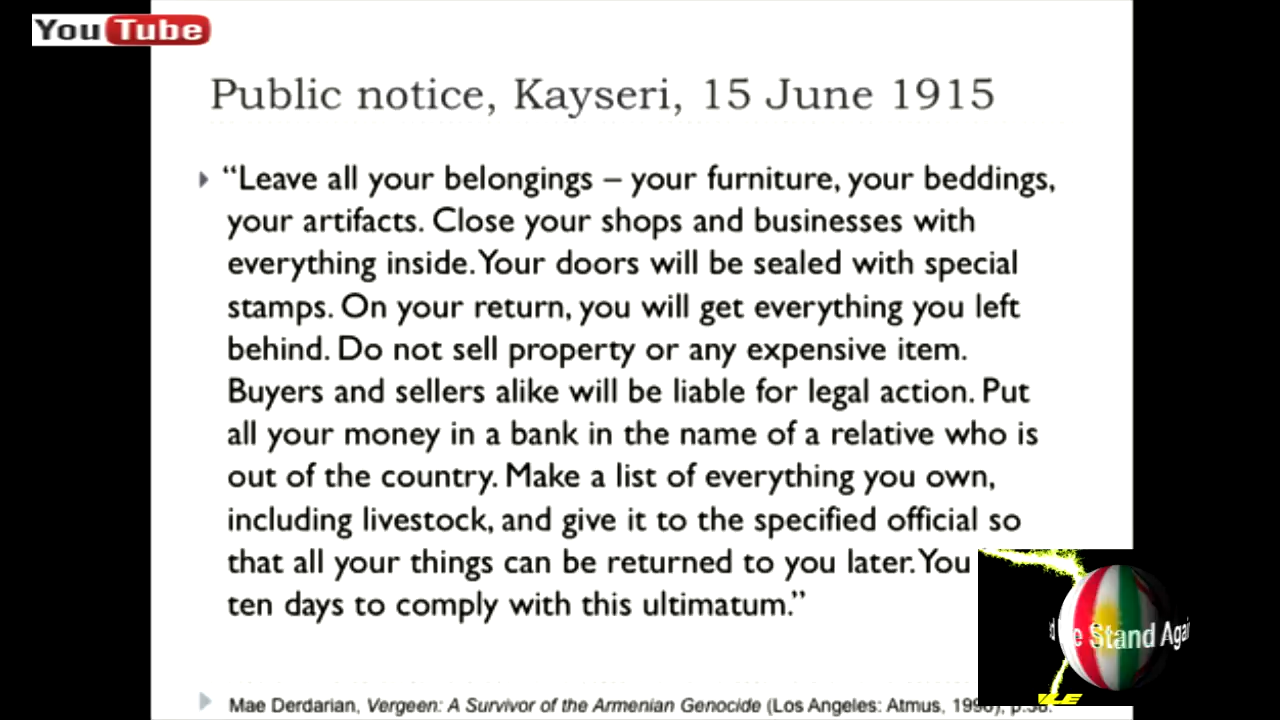 YouTube
Public notice, Kayseri, 15 June 1915
“Leave all your belongings – your furniture, your beddings,
your artifacts. Close your shops and businesses with
everything inside. Your doors will be sealed with special
stamps. On your return, you will get everything you left
behind. Do not sell property or any expensive item.
Buyers and sellers alike will be liable for legal action. Put
all your money in a bank in the name of a relative who is
out of the country. Make a list of everything you own,
including livestock, and give it to the specified official so
that all your things can be returned to you later. You
ten days to comply with this ultimatum.”
Stand
Mae Derdarian, Vergeen: A Survivor of the Armenian Genocide (Los Angeles: Atmus,